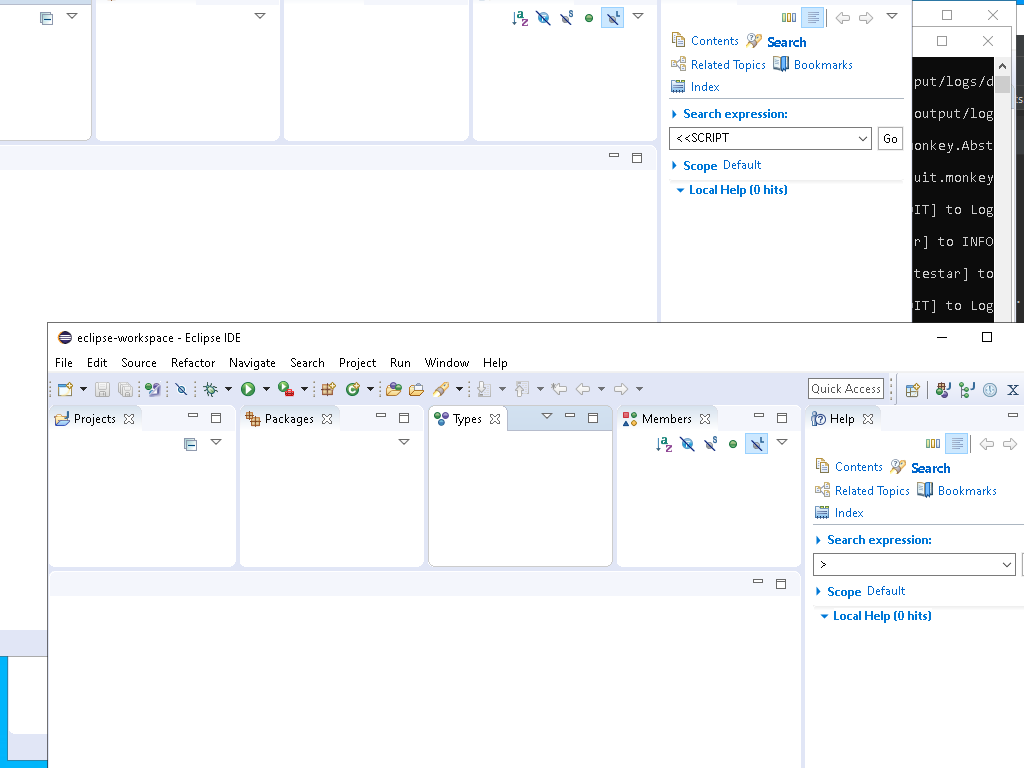 Contents Search
Related Topics Bookmarks
Index
Search expression:
<<SCRIPT
Go
Scope Default
Local Help (0 hits)
put/logs/d
output/log
onkey.Abst
uit.monkey
IT] to Log
r] to INFO
testar] to
IT] to Log
eclipse-workspace - Eclipse IDE
File Edit Source Refactor Navigate Search Project Run Window Help
Quick Access
Projects Packages Types Members Help
Contents Search
Related Topics Bookmarks
Index
Search expression:
>
Scope Default
Local Help (0 hits)